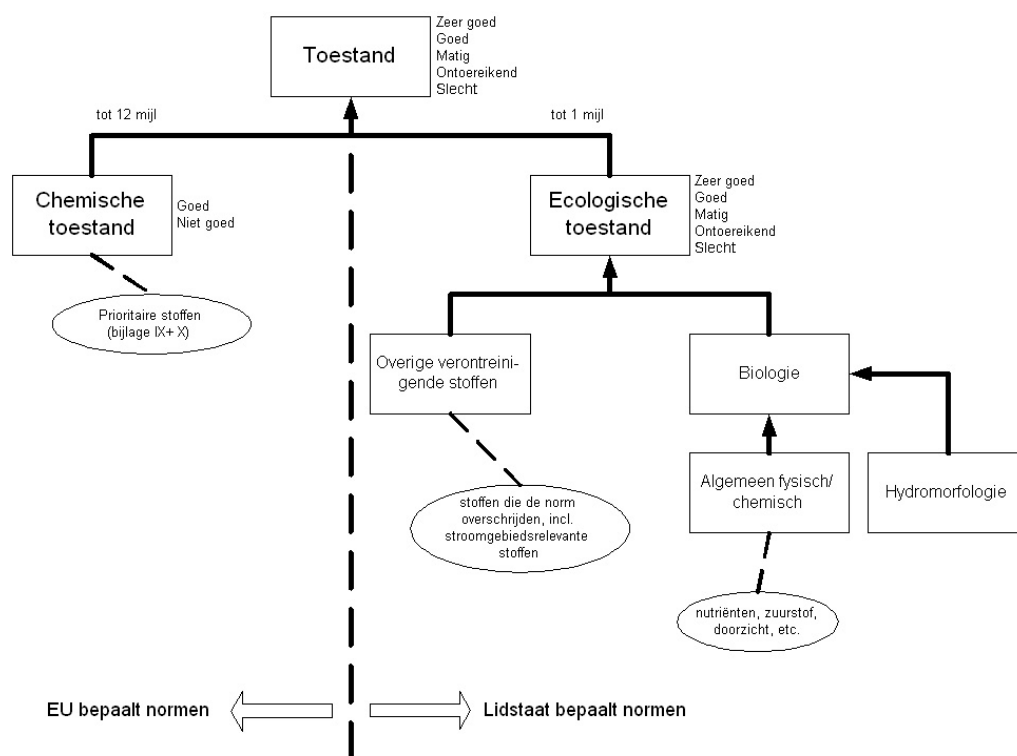 Toestand
Zeer goed
Goed
Matig
Ontoereikend
Slecht
tot 12 mijl
tot 1 mijl
Chemische
toestand
Goed
Niet goed
Ecologische
toestand
Zeer goed
Goed
Matig
Ontoereikend
Slecht
Prioritaire stoffen
(bijlage IX+ X)
Overige verontreini-
gende stoffen
Biologie
stoffen die de norm
overschrijden, incl.
stroomgebiedsrelevante
stoffen
Algemeen fysisch/
chemisch
Hydromorfologie
nutriënten, zuurstof,
doorzicht, etc.
EU bepaalt normen
Lidstaat bepaalt normen